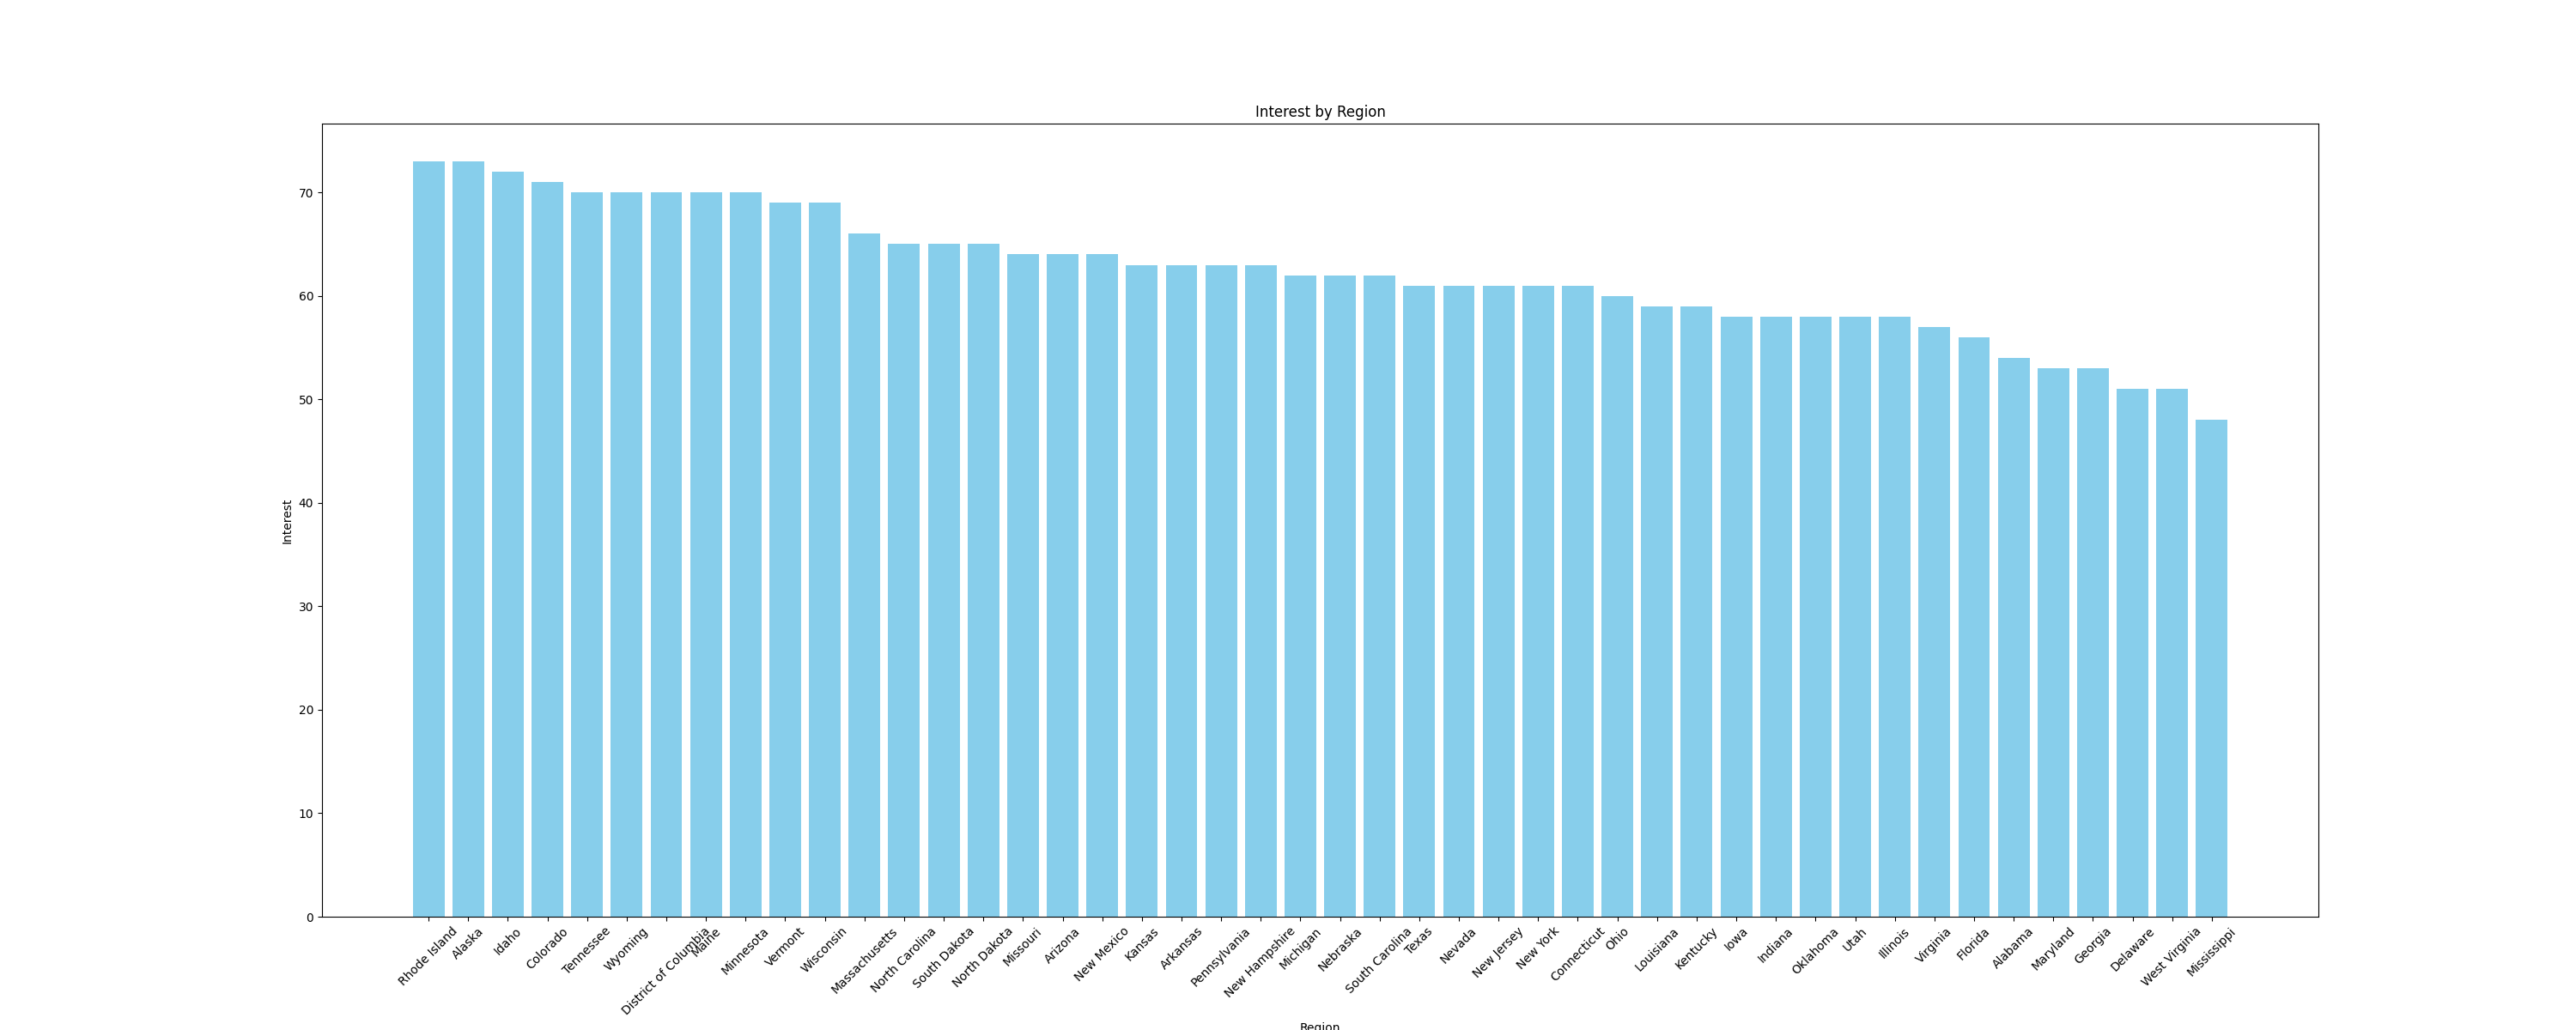 Interest by Region
70
60
50
40
30
20
10
0
Interest
Rhode Island
Alaska
Idaho
Colorado
Tennessee
Wyoming
District of Columbia
Maine
Minnesota
Vermont
Wisconsin
Massachusetts
North Carolina
South Dakota
North Dakota
Missouri
Arizona
New Mexico
Kansas
Arkansas
Pennsylvania
New Hampshire
Michigan
Nebraska
South Carolina
Texas
Nevada
New Jersey
New York
Connecticut
Ohio
Louisiana
Kentucky
Iowa
Indiana
Oklahoma
Utah
Illinois
Virginia
Florida
Alabama
Maryland
Georgia
Delaware
West Virginia
Mississippi
Region